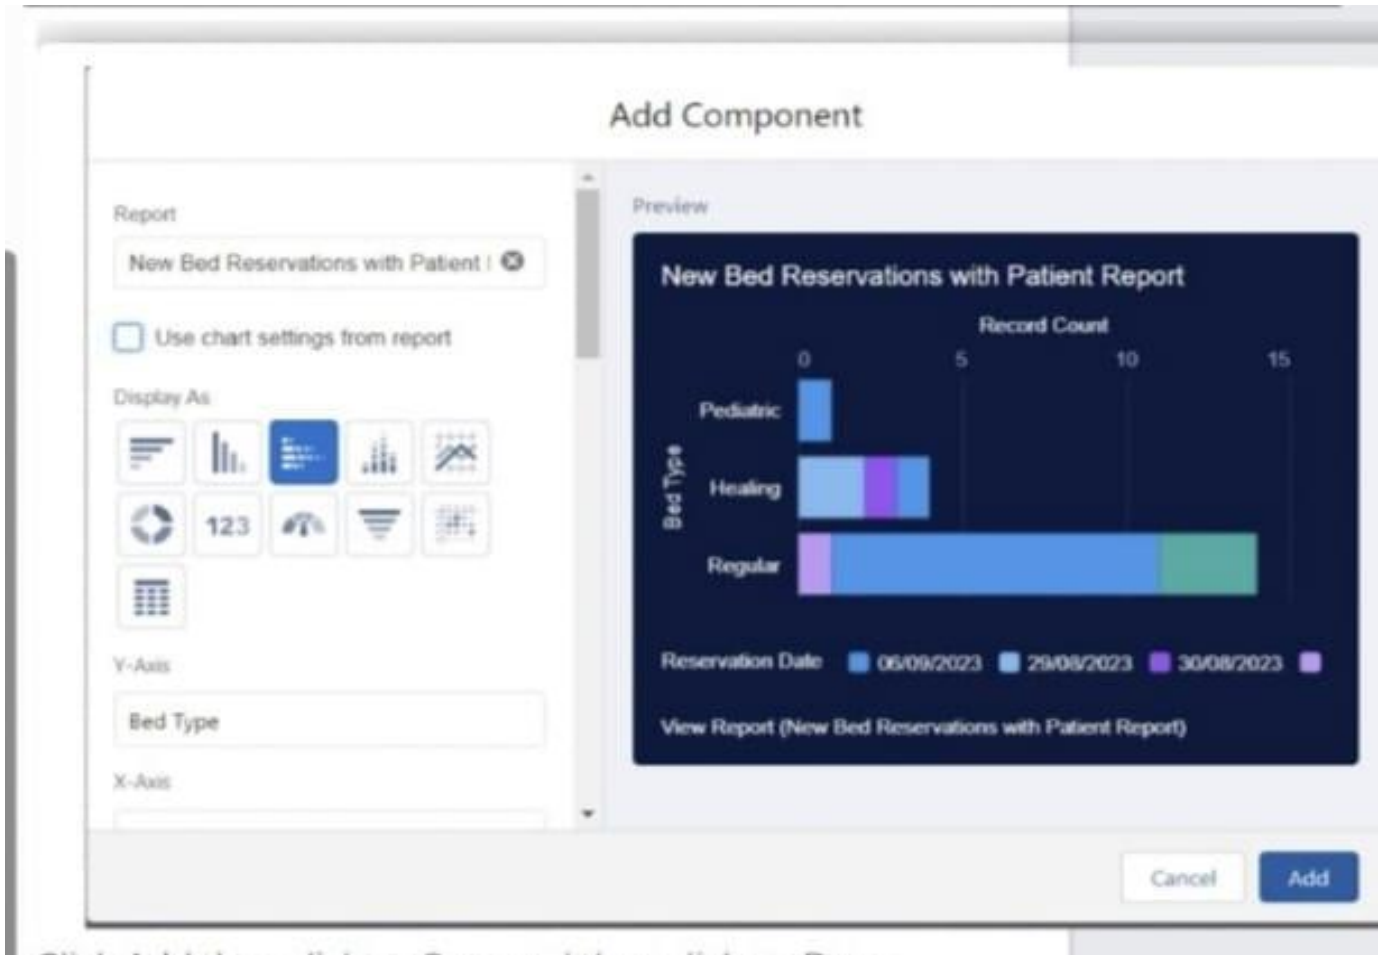 Add Component
Report
New Bed Reservations with Patient
Use chart settings from report
Display As
123
Y-Axis
Bed Type
X-Axis
Preview
New Bed Reservations with Patient Report
Record Count
0 5 10 15
Bed Type
Pediatric
Healing
Regular
Reservation Date 06/09/2023 29/08/2023 30/08/2023
View Report (New Bed Reservations with Patient Report)
Cancel Add